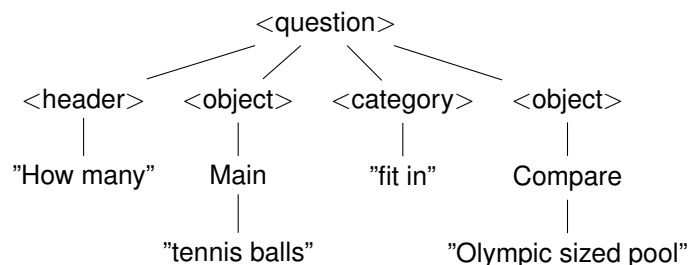 <question>
<header> <object> <category> <object>
”How many” Main ”fit in” Compare
”tennis balls” ”Olympic sized pool”